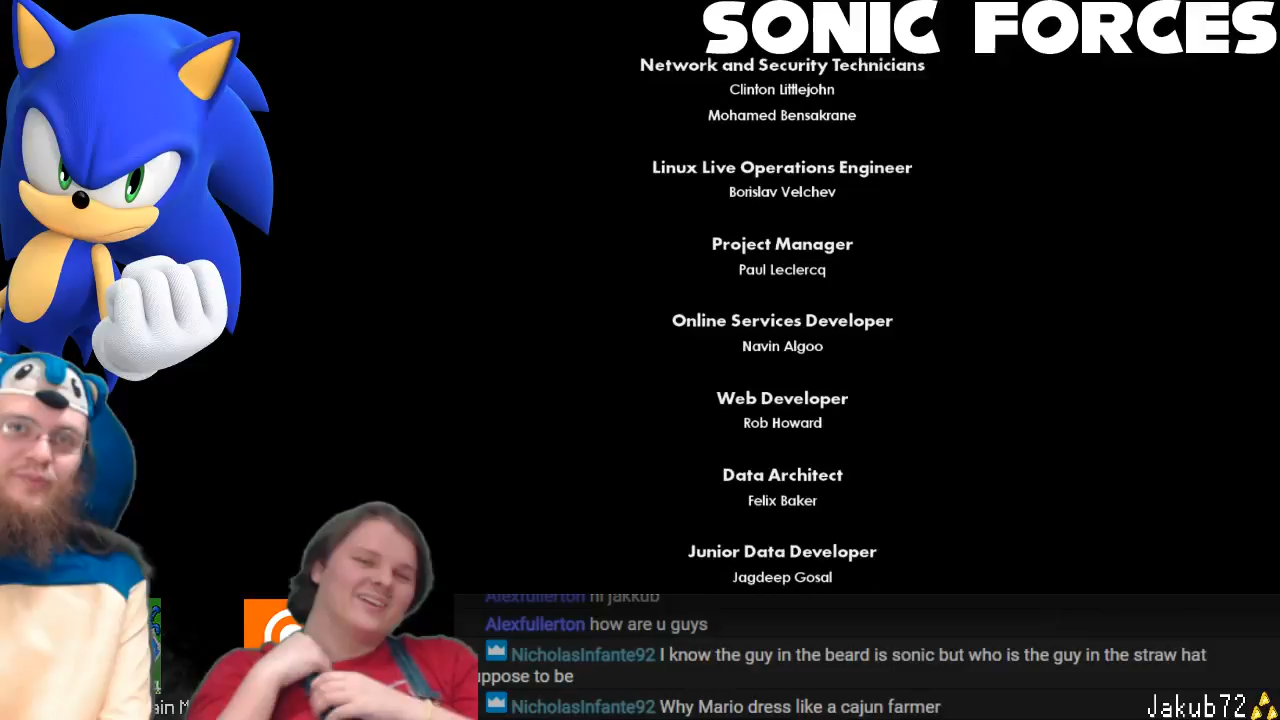 SONIC FORCES
Network and Security Technicians
Clinton Littlejohn
Mohamed Bensakrane
Linux Live Operations Engineer
Borislav Velchev
Project Manager
Paul Leclercq
Online Services Developer
Navin Algoo
Web Developer
Rob Howard
Data Architect
Felix Baker
Junior Data Developer
Jagdeep Gosal
Alexfullerton hi jakkub
Alexfullerton how are u guys
NicholasInfante92 I know the guy in the beard is sonic but who is the guy in the straw hat
uppose to be
NicholasInfante92 Why Mario dress like a cajun farmer
ain M
Jakub72